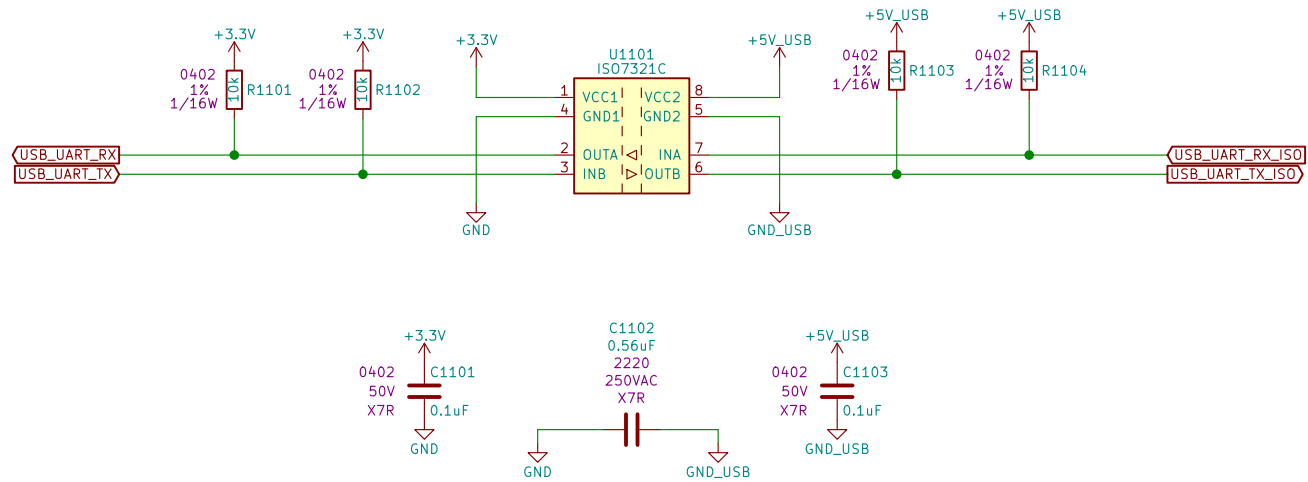 +3.3V
0402
1%
1/16W
10k
R1101
+3.3V
0402
1%
1/16W
10k
R1102
+3.3V
U1101
ISO7321C
+5V_USB
+5V_USB
0402
1%
1/16W
10k
R1103
+5V_USB
0402
1%
1/16W
10k
R1104
1 VCC1 VCC2 8
4 GND1 GND2 5
USB_UART_RX 2 OUTA INA 7 USB_UART_RX_ISO
USB_UART_TX 3 INB OUTB 6 USB_UART_TX_ISO
GND
GND_USB
+3.3V
0402
50V
X7R
C1101
0.1uF
GND
C1102
0.56uF
2220
250VAC
X7R
GND
GND_USB
+5V_USB
0402
50V
X7R
C1103
0.1uF
GND_USB